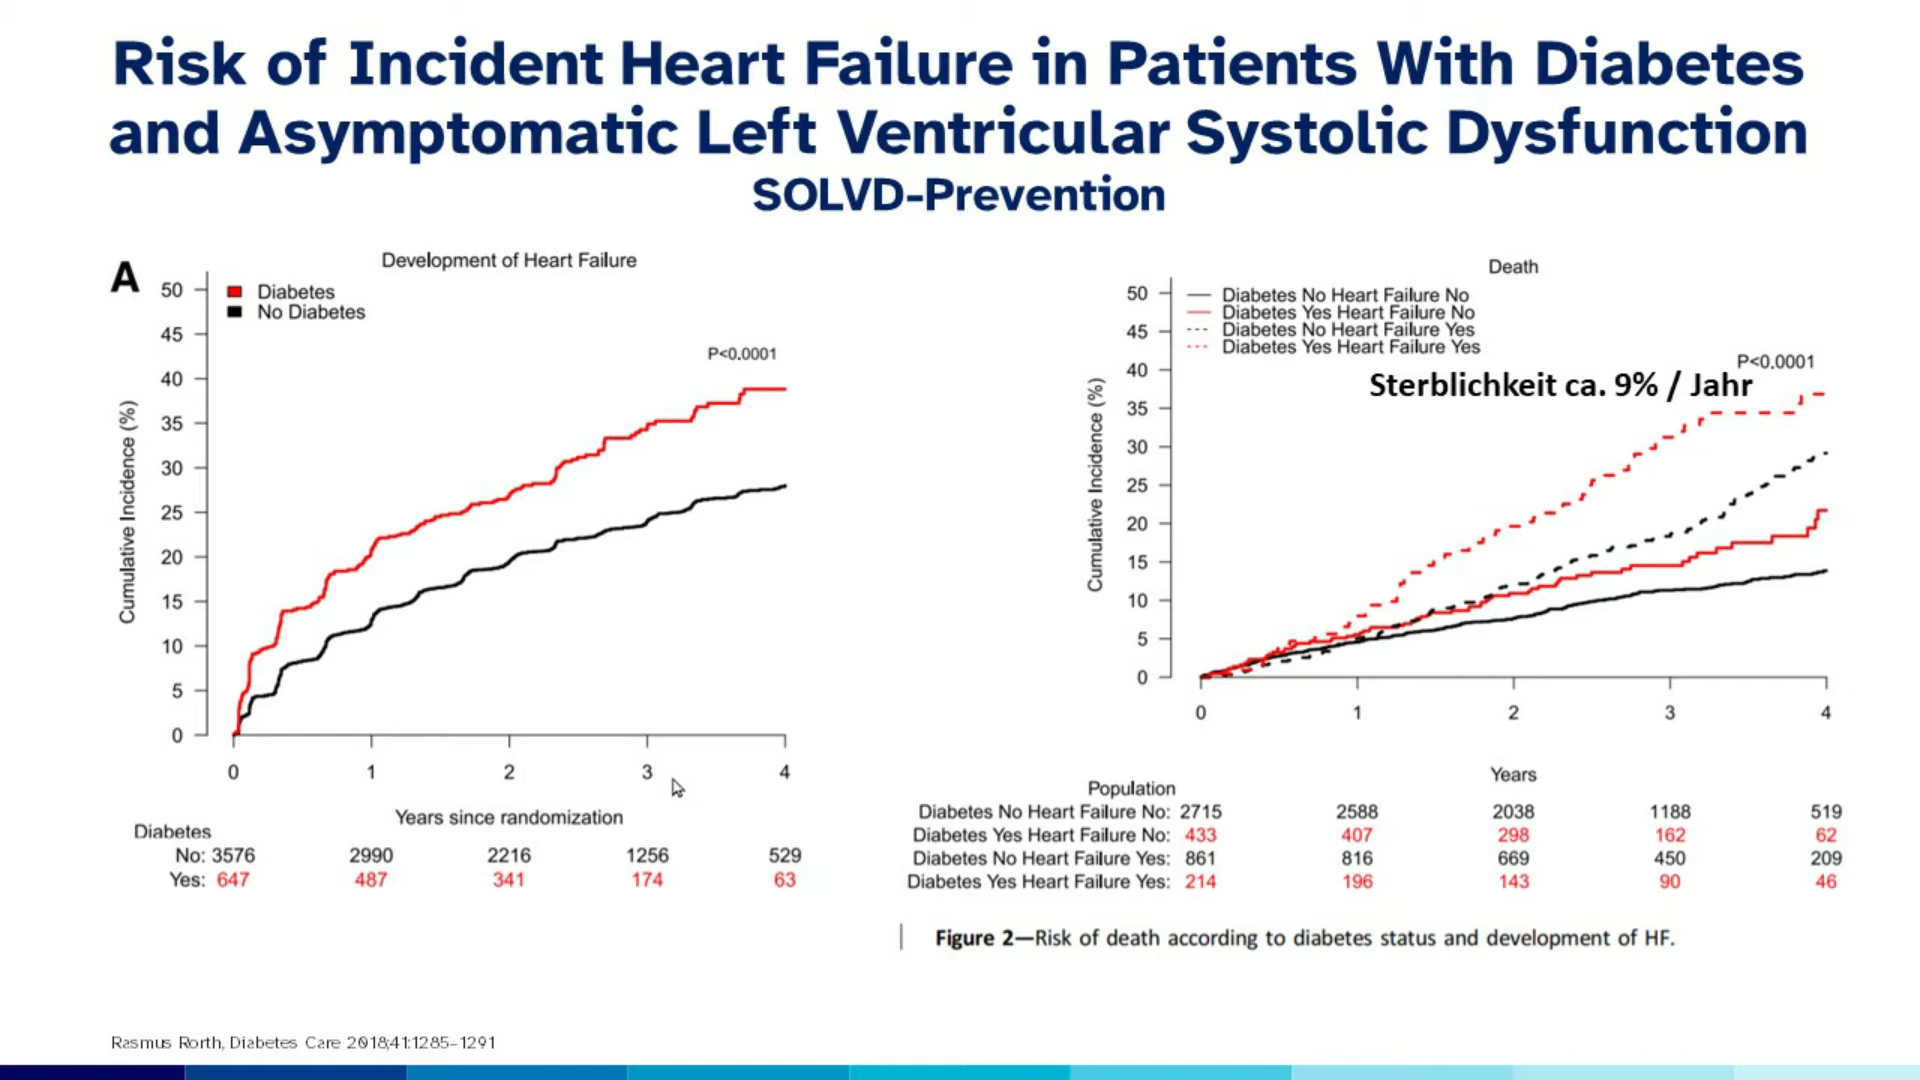 Risk of Incident Heart Failure in Patients With Diabetes
and Asymptomatic Left Ventricular Systolic Dysfunction
SOLVD-Prevention
A
Development of Heart Failure
Diabetes
No Diabetes
P<0.0001
Cumulative Incidence (%)
50
45
40
35
30
25
20
15
10
5
0
0 1 2 3 4
Years since randomization
Diabetes
No: 3576 2990 2216 1256 529
Yes: 647 487 341 174 63
Death
Diabetes No Heart Failure No
Diabetes Yes Heart Failure No
Diabetes No Heart Failure Yes
Diabetes Yes Heart Failure Yes
P<0.0001
Sterblichkeit ca. 9% / Jahr
Cumulative Incidence (%)
50
45
40
35
30
25
20
15
10
5
0
0 1 2 3 4
Years
Population
Diabetes No Heart Failure No: 2715 2588 2038 1188 519
Diabetes Yes Heart Failure No: 433 407 298 162 62
Diabetes No Heart Failure Yes: 861 816 669 450 209
Diabetes Yes Heart Failure Yes: 214 196 143 90 46
Figure 2—Risk of death according to diabetes status and development of HF.
Rasmus Rorth, Diabetes Care 2018;41:1285–1291